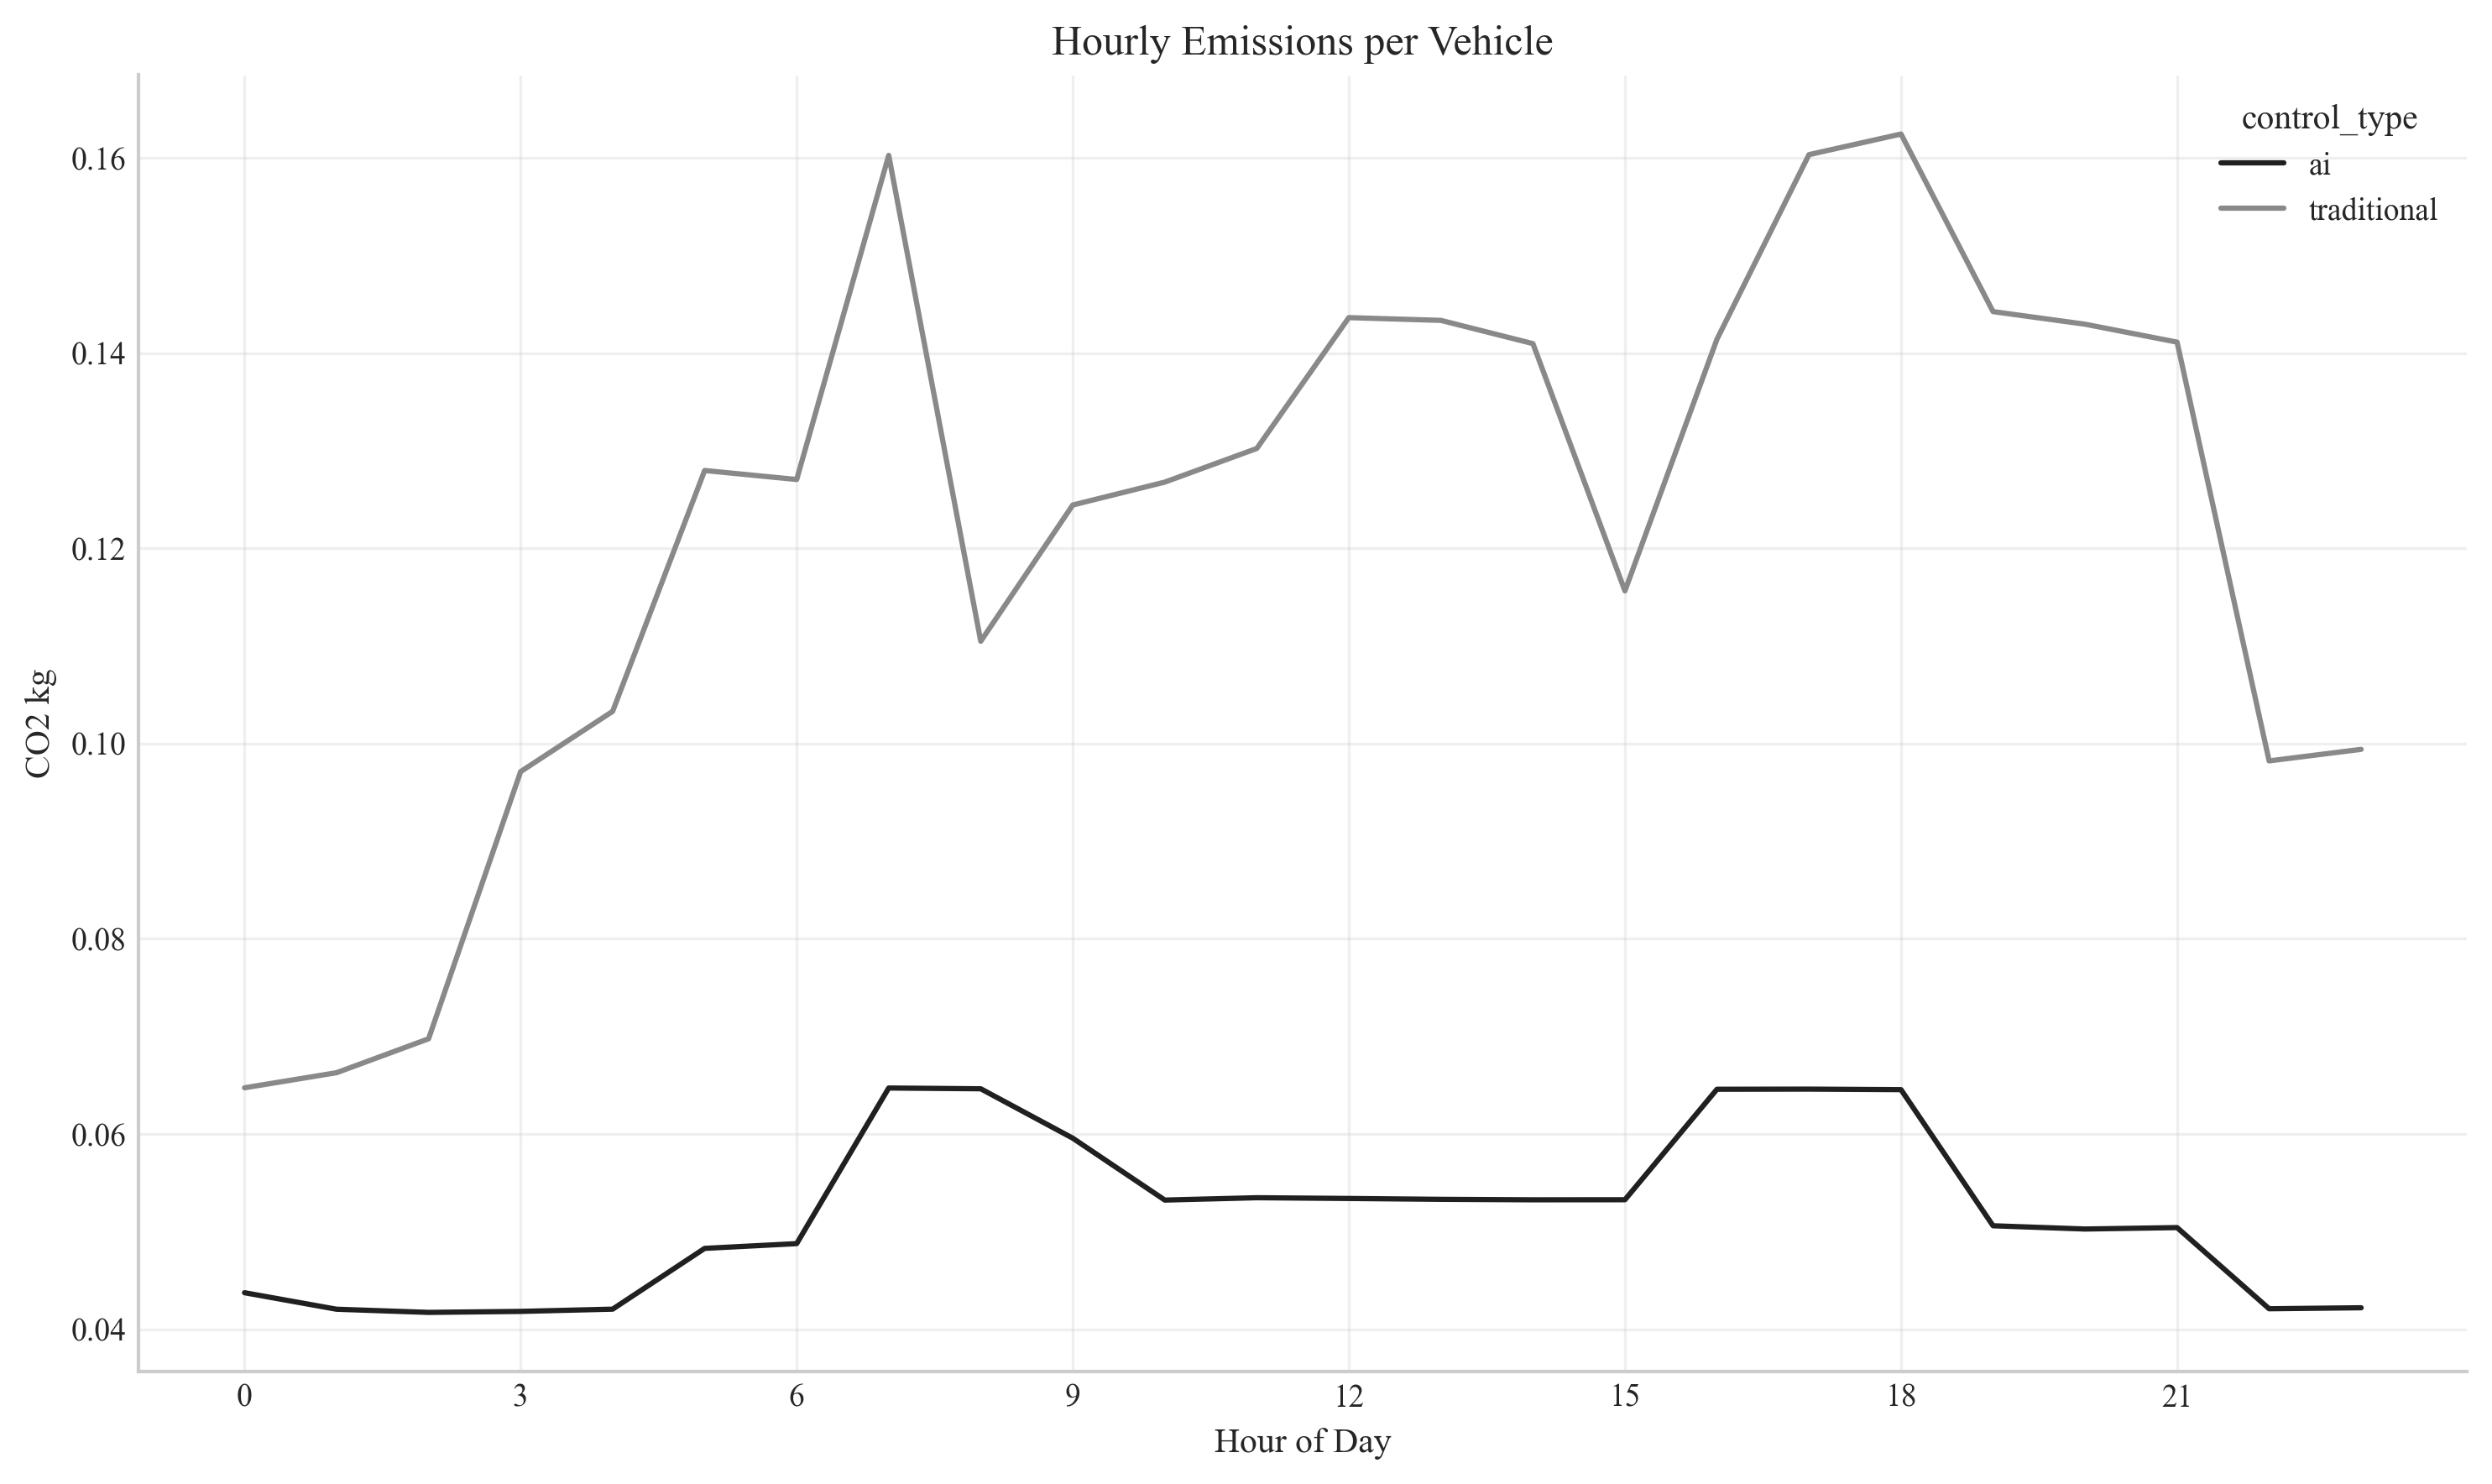 Hourly Emissions per Vehicle
control_type
ai
traditional
0.16
0.14
0.12
0.10
0.08
0.06
0.04
CO2 kg
0 3 6 9 12 15 18 21
Hour of Day